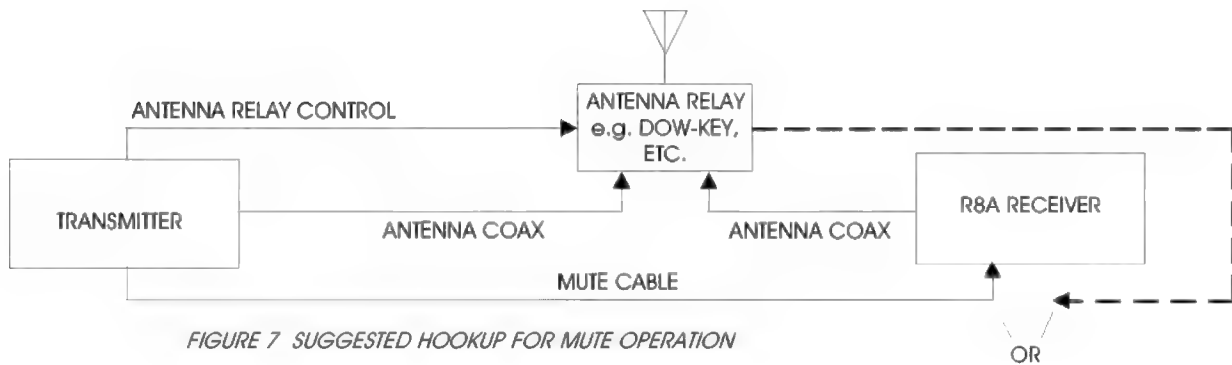 ANTENNA RELAY CONTROL
ANTENNA RELAY
e.g. DOW-KEY,
ETC.
TRANSMITTER
R8A RECEIVER
ANTENNA COAX
ANTENNA COAX
MUTE CABLE
FIGURE 7 SUGGESTED HOOKUP FOR MUTE OPERATION
OR